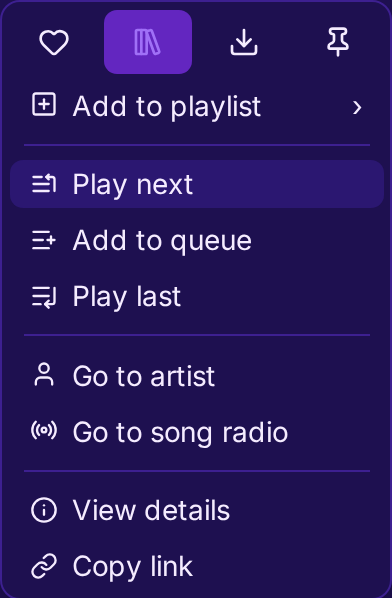 Add to playlist
Play next
Add to queue
Play last
Go to artist
Go to song radio
View details
Copy link